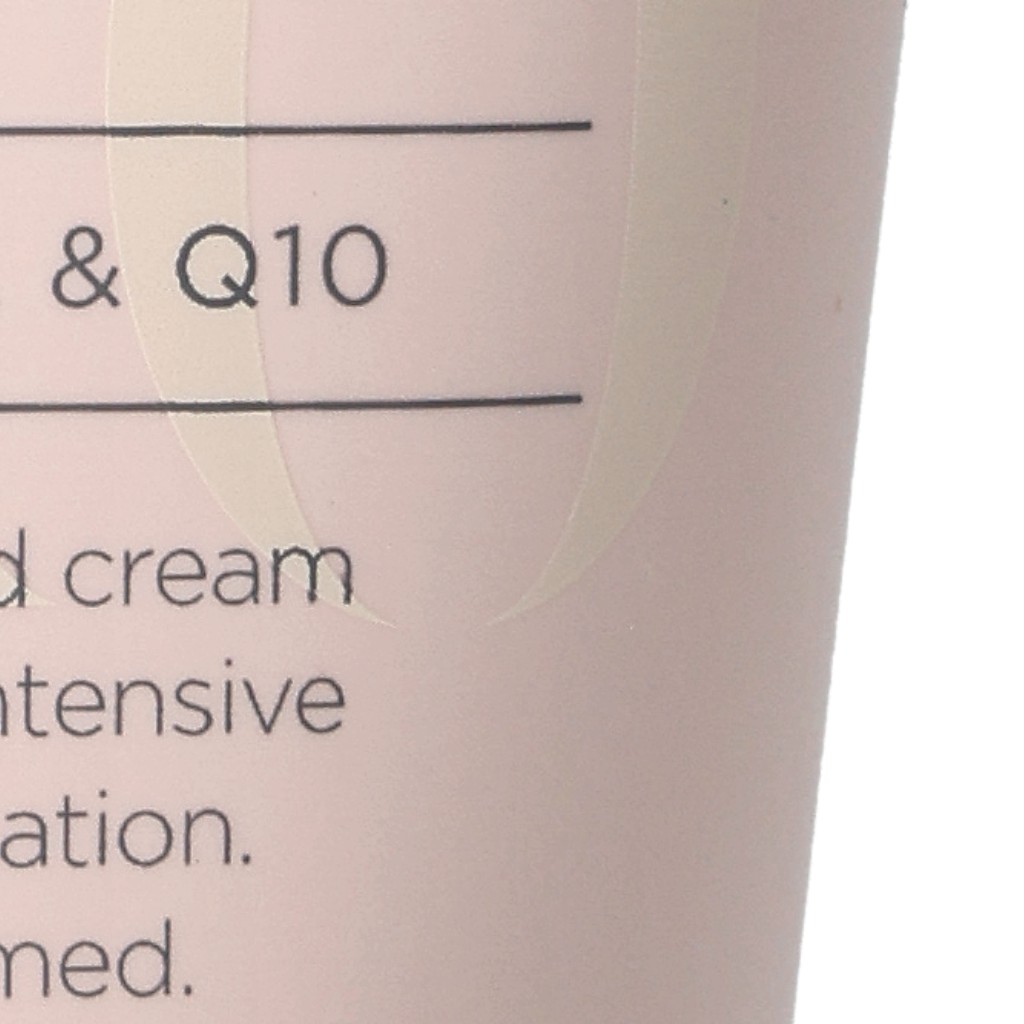 & Q10
d cream
ntensive
ation.
med.